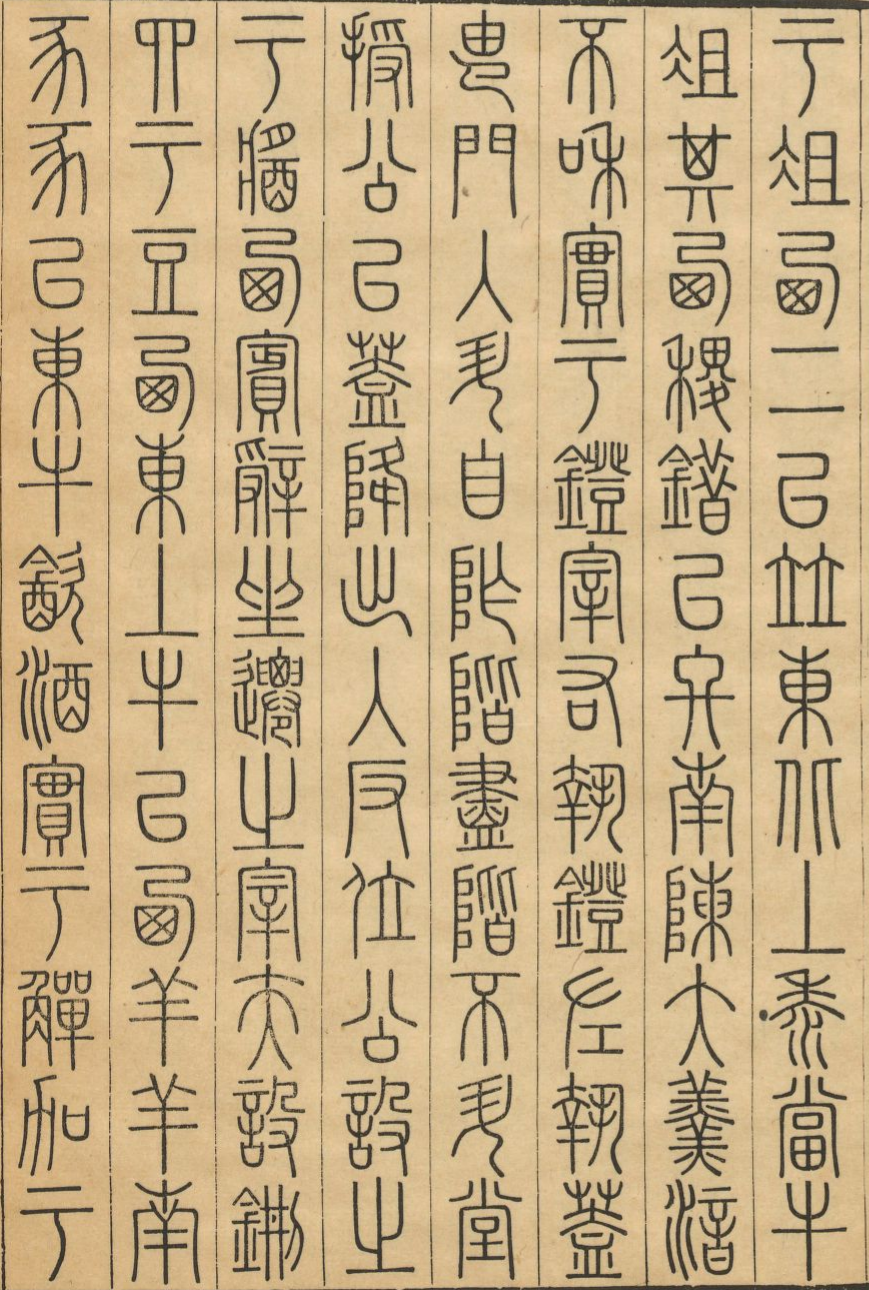 于俎西二以並東北上黍當牛
俎其西稷錯以終南陳大羹湆
不和實于鐙宰右執鐙左執蓋
由門入升自阼階盡階不升堂
授公以蓋降出入反位公設之
于醬西賓辭坐遷之宰夫設鉶
四于豆西東上牛以西羊羊南
豕豕以東牛飲酒實于觶加于